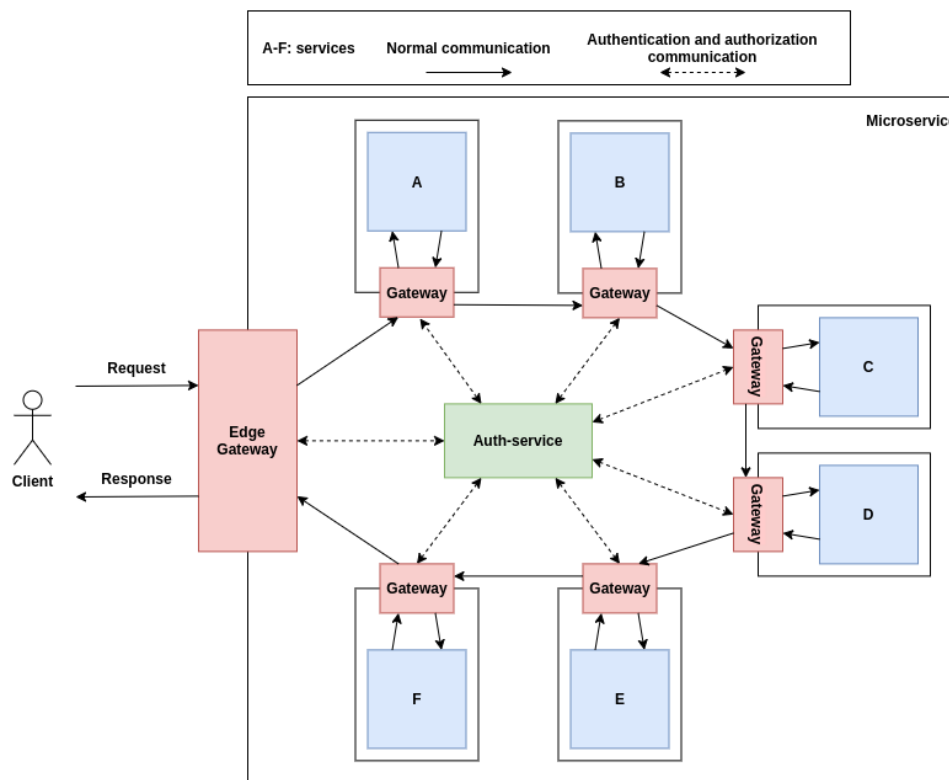 A-F: services
Normal communication
Authentication and authorization
communication
Microservice
A
B
Gateway
Gateway
Gateway
C
Request
Edge
Gateway
Auth-service
Client
Response
Gateway
D
Gateway
Gateway
F
E